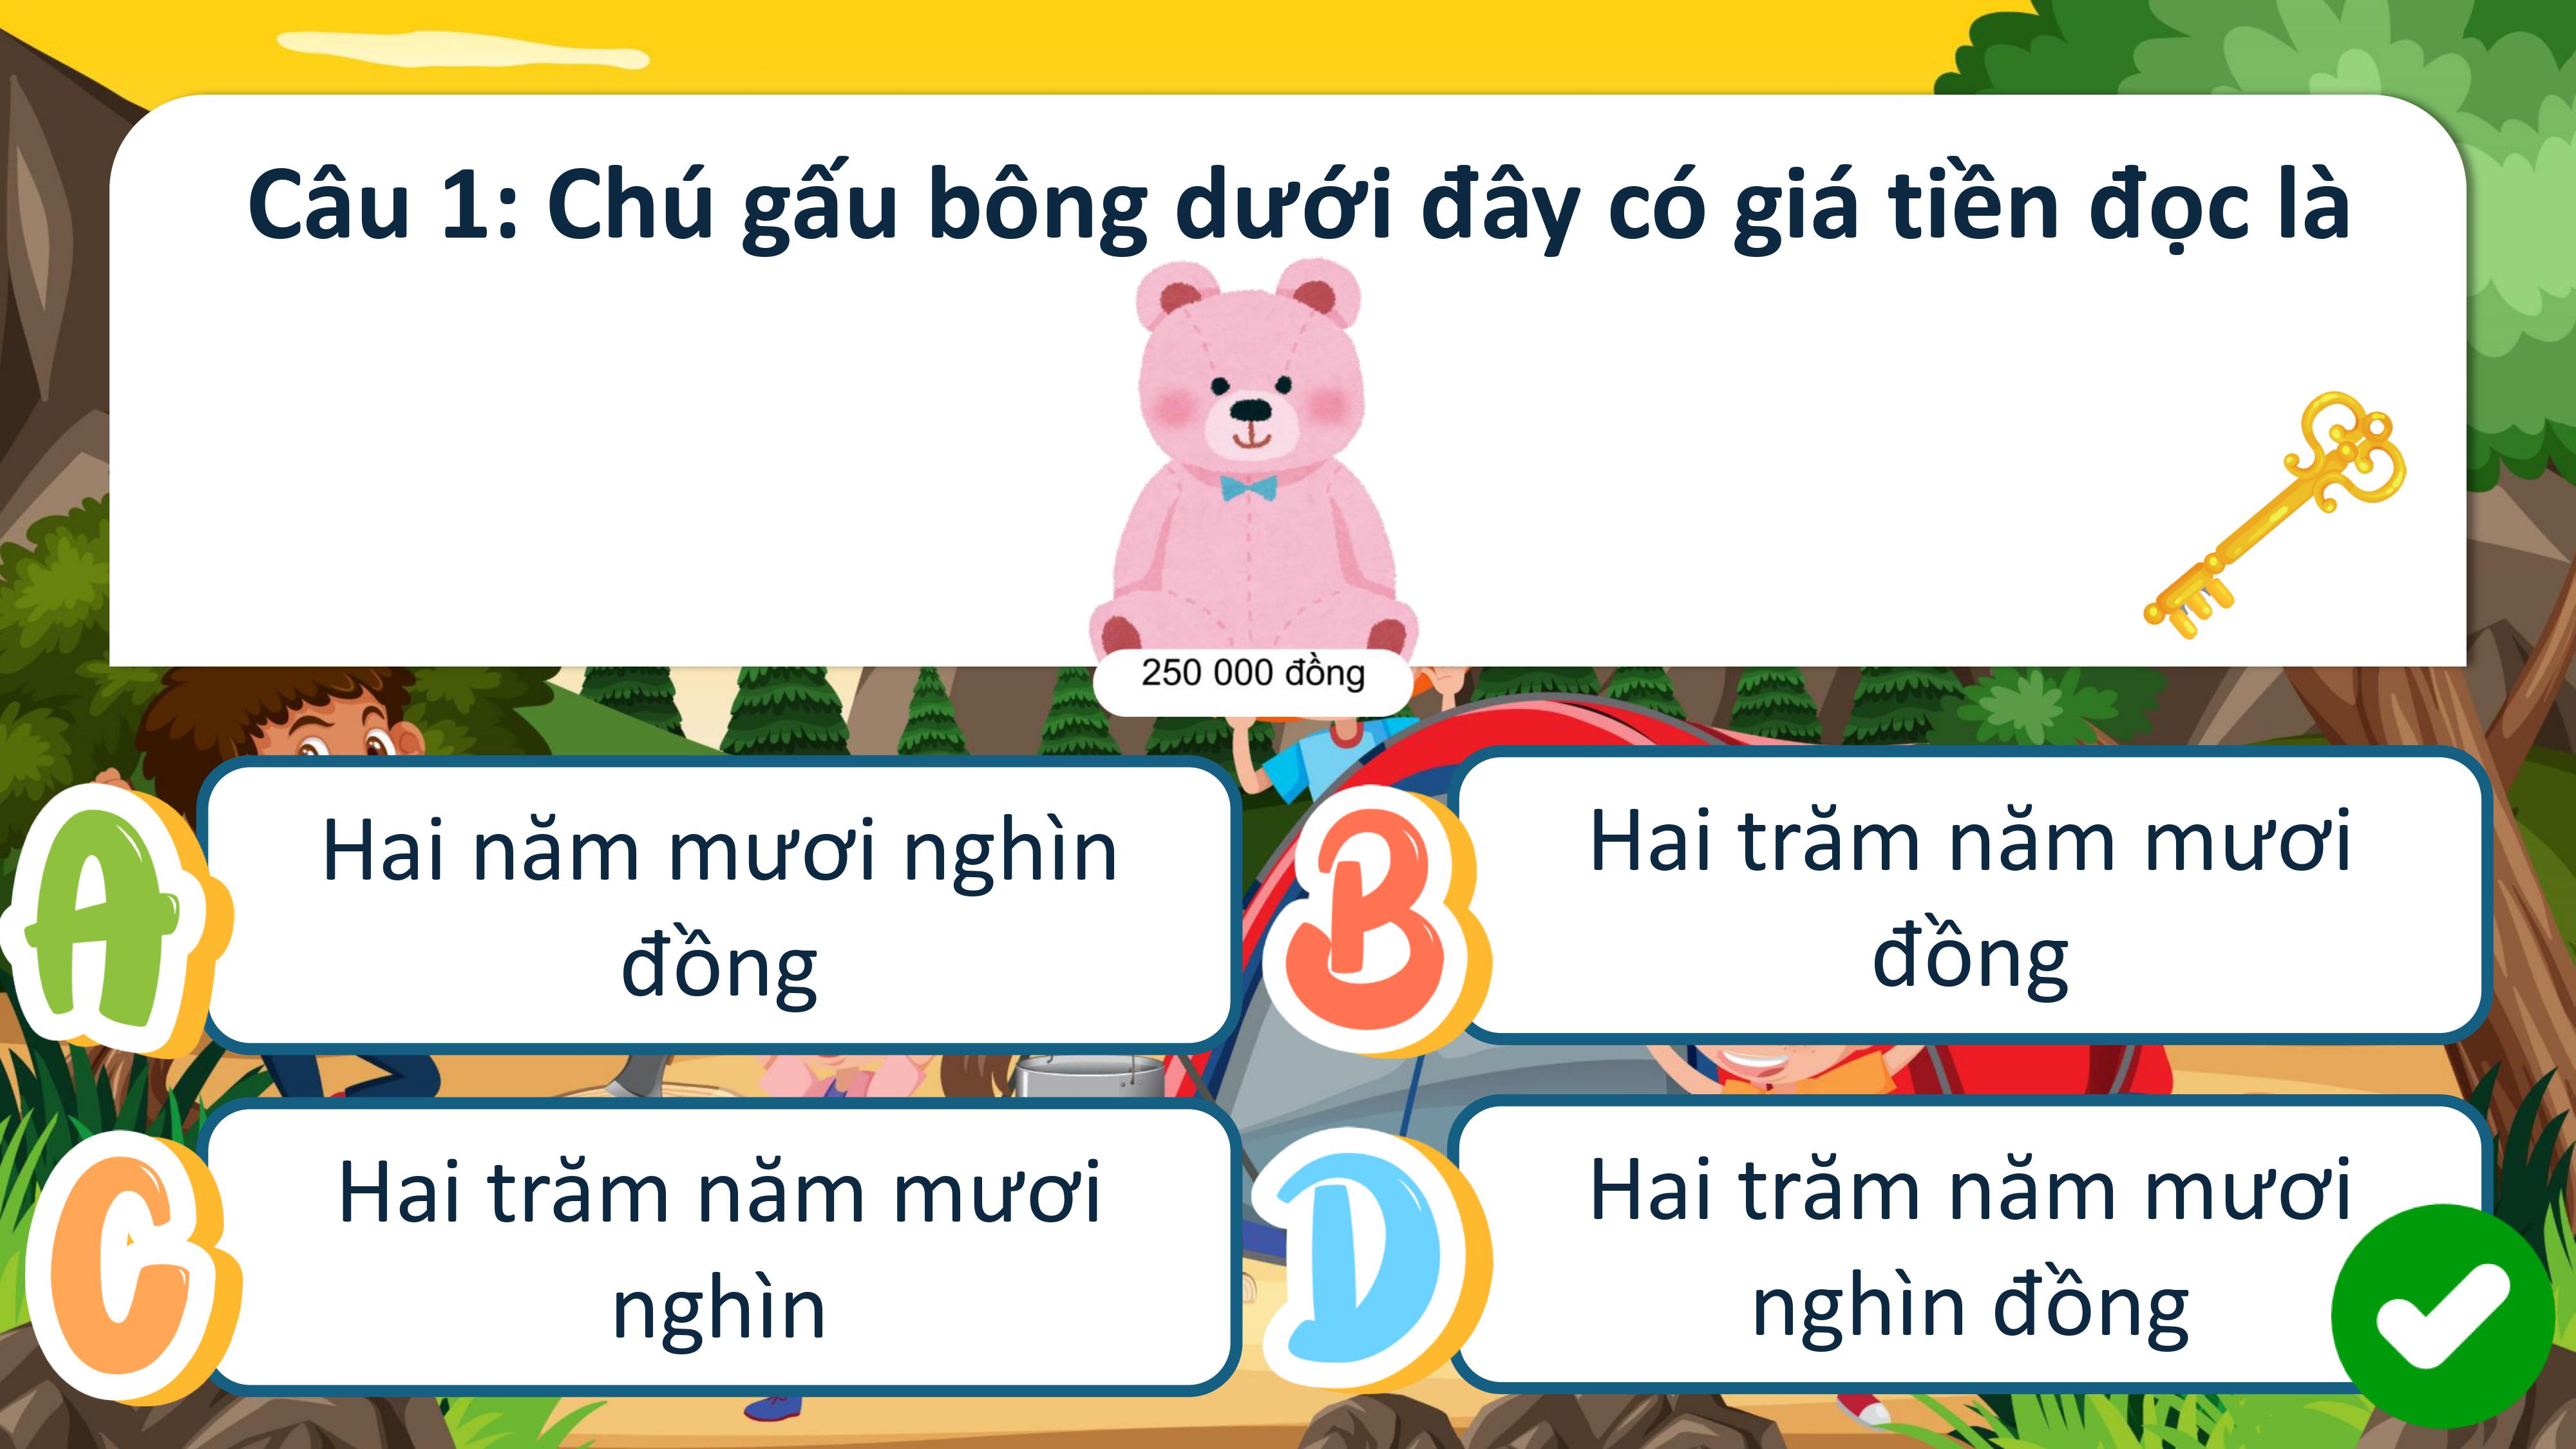 Câu 1: Chú gấu bông dưới đây có giá tiền đọc là
250 000 đồng
A
Hai năm mươi nghìn
đồng
B
Hai trăm năm mươi
đồng
C
Hai trăm năm mươi
nghìn
D
Hai trăm năm mươi
nghìn đồng